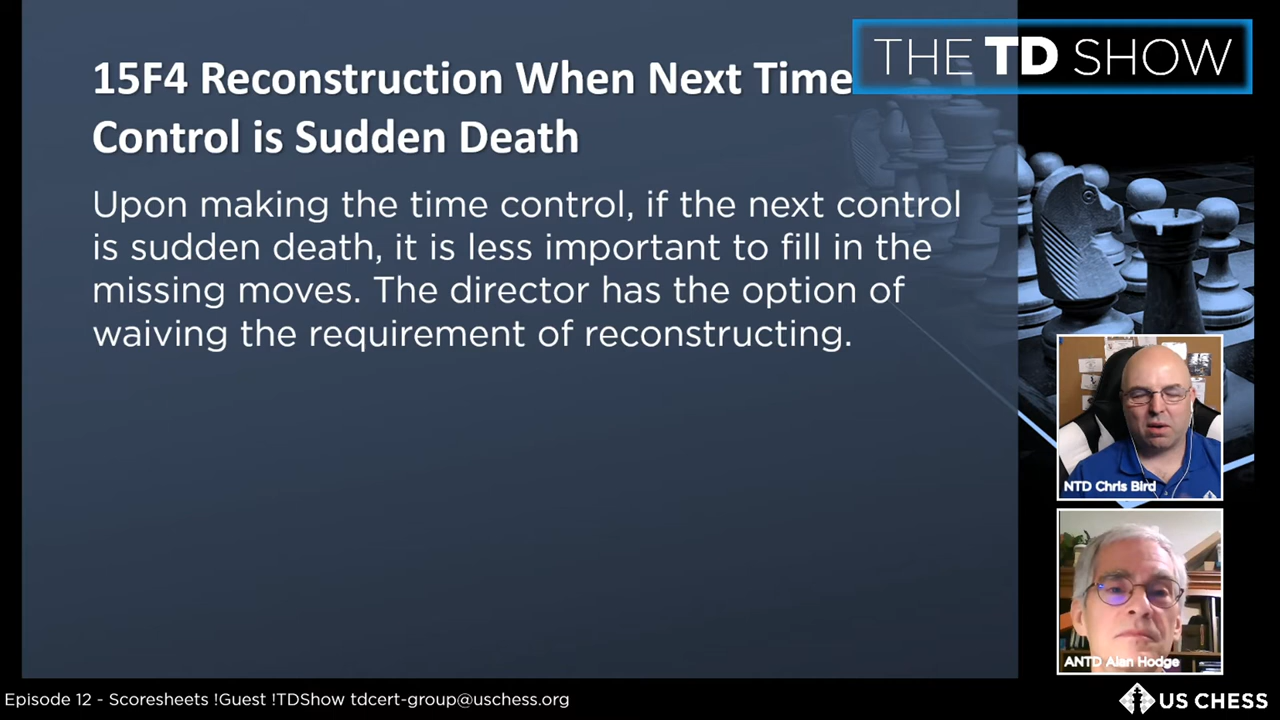 THE TD SHOW
15F4 Reconstruction When Next Time
Control is Sudden Death
Upon making the time control, if the next control
is sudden death, it is less important to fill in the
missing moves. The director has the option of
waiving the requirement of reconstructing.
NTD Chris Bird
ANTD Alan Hodge
Episode 12 - Scoresheets !Guest !TDShow tdcert-group@uschess.org
US CHESS